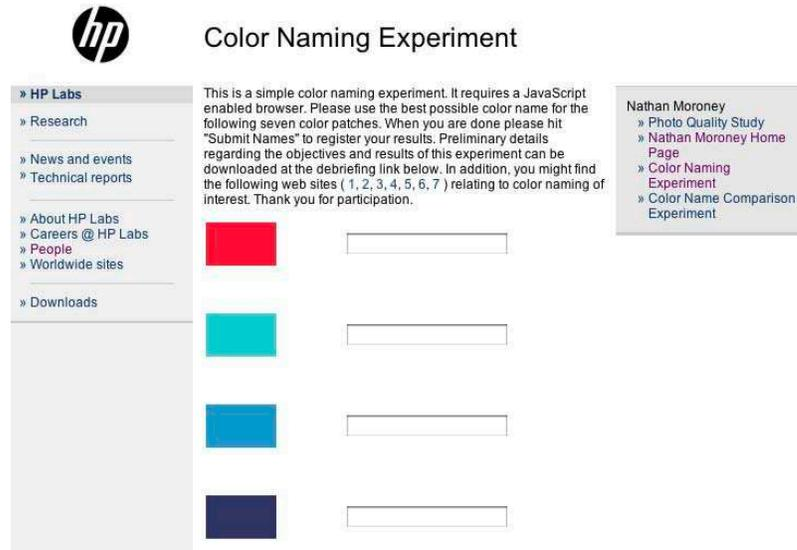 hp
Color Naming Experiment
» HP Labs
» Research
» News and events
» Technical reports
» About HP Labs
» Careers @ HP Labs
» People
» Worldwide sites
» Downloads
This is a simple color naming experiment. It requires a JavaScript
enabled browser. Please use the best possible color name for the
following seven color patches. When you are done please hit
"Submit Names" to register your results. Preliminary details
regarding the objectives and results of this experiment can be
downloaded at the debriefing link below. In addition, you might find
the following web sites ( 1, 2, 3, 4, 5, 6, 7 ) relating to color naming of
interest. Thank you for participation.
Nathan Moroney
» Photo Quality Study
» Nathan Moroney Home
Page
» Color Naming
Experiment
» Color Name Comparison
Experiment